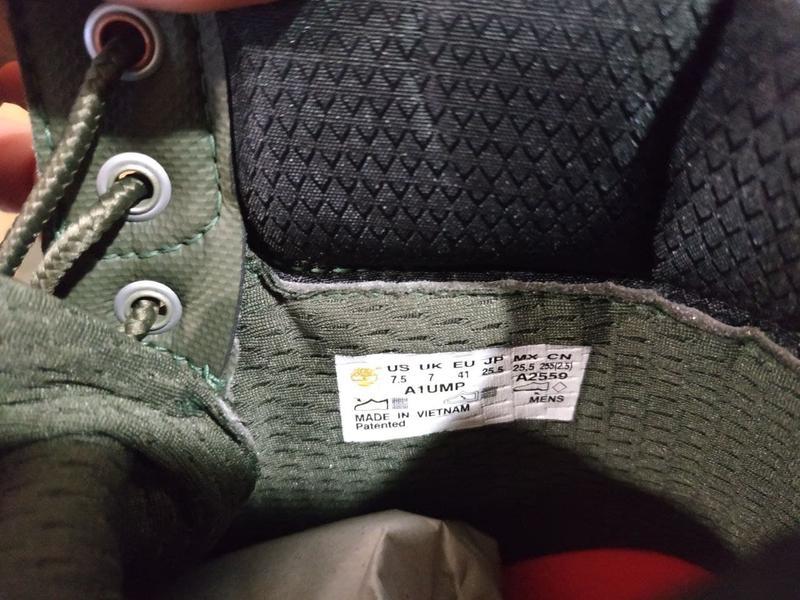 US UK EU JP MX CN
7.5 7 41 25.5 25.5 255(2.5)
A1UMP A2559
MENS
MADE IN VIETNAM
Patented